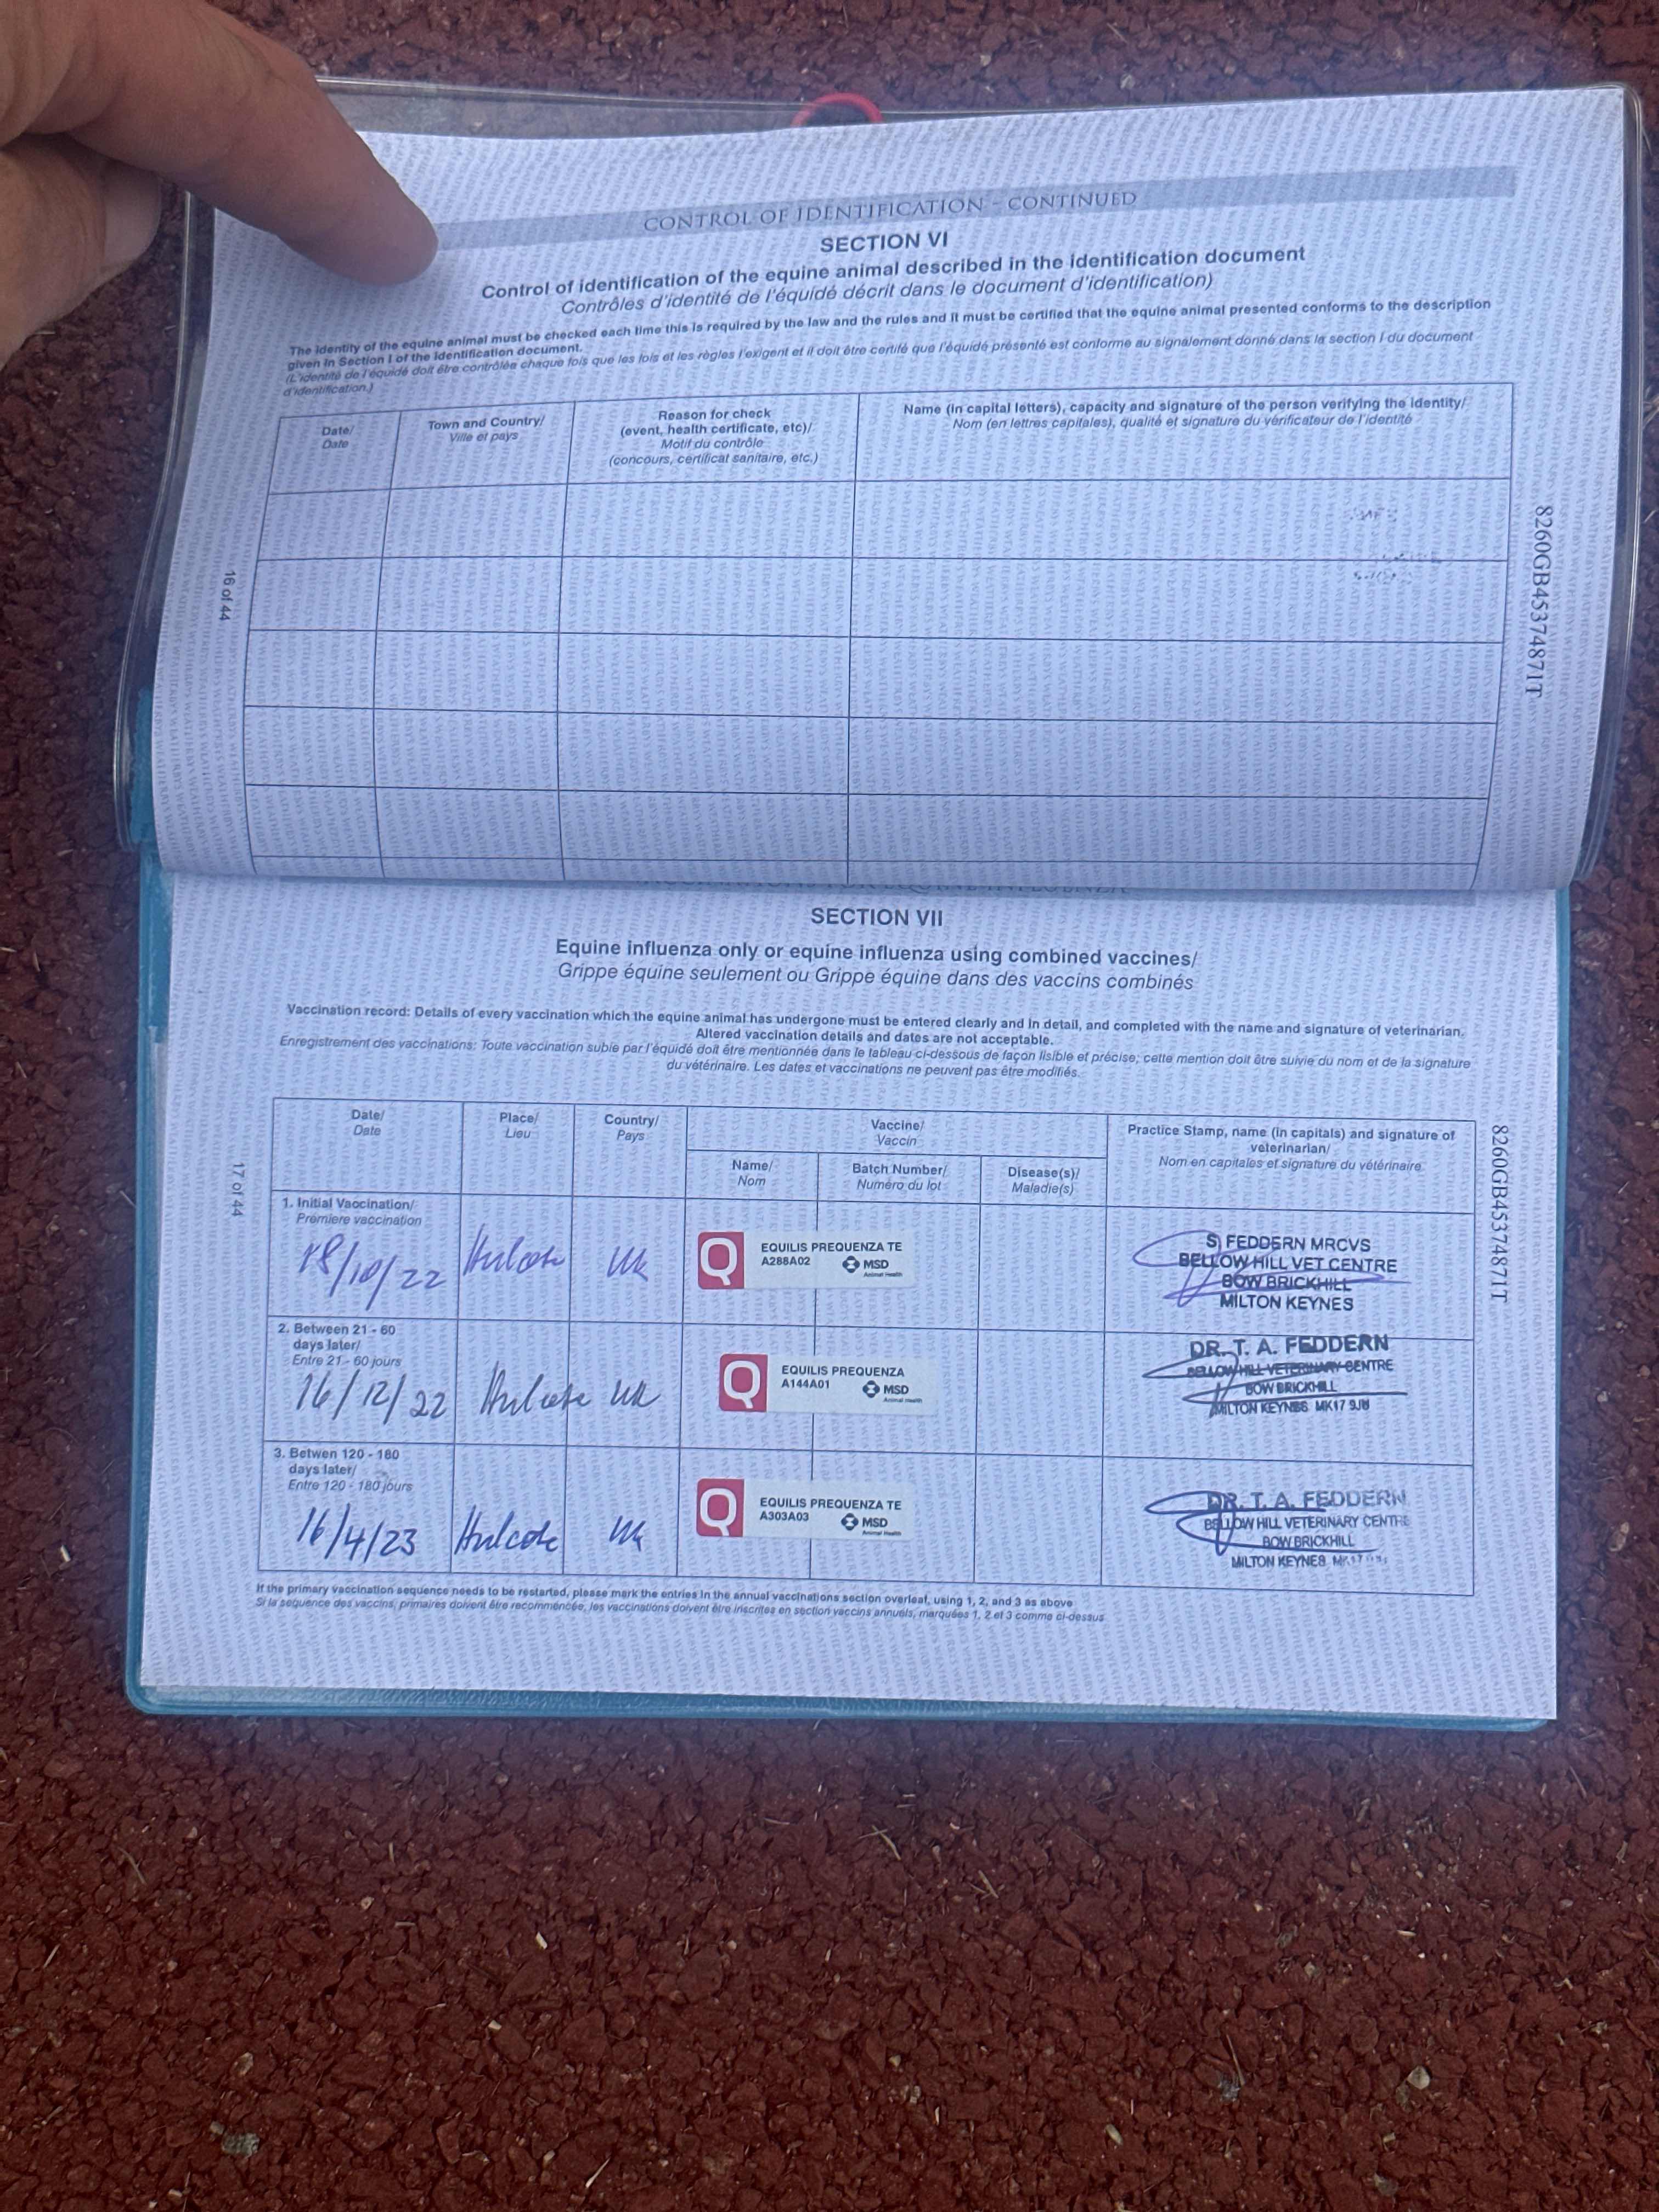 CONTROL OF IDENTIFICATION - CONTINUED
SECTION VI
Control of identification of the equine animal described in the identification document
Contrôles d'identité de l'équidé décrit dans le document d'identification)
The identity of the equine animal must be checked each time this is required by the law and the rules and it must be certified that the equine animal presented conforms to the description
given in Section I of the identification document.
(L'identité de l'équidé doit être contrôlée chaque fois que les lois et les règles l'exigent et il doit être certifié que l'équidé présenté est conforme au signalement donné dans la section I du document
d'identification.)
Date/
Date
Town and Country/
Ville et pays
Reason for check
(event, health certificate, etc)/
Motif du contrôle
(concours, certificat sanitaire, etc.)
Name (in capital letters), capacity and signature of the person verifying the identity/
Nom (en lettres capitales), qualité et signature du vérificateur de l'identité
16 of 44
8260GB45374871T
SECTION VII
Equine influenza only or equine influenza using combined vaccines/
Grippe équine seulement ou Grippe équine dans des vaccins combinés
Vaccination record: Details of every vaccination which the equine animal has undergone must be entered clearly and in detail, and completed with the name and signature of veterinarian.
Altered vaccination details and dates are not acceptable.
Enregistrement des vaccinations: Toute vaccination subie par l'équidé doit être mentionnée dans le tableau ci-dessous de façon lisible et précise; cette mention doit être suivie du nom et de la signature
du vétérinaire. Les dates et vaccinations ne peuvent pas être modifiés.
Date/
Date
Place/
Lieu
Country/
Pays
Vaccine/
Vaccin
Name/
Nom
Batch Number/
Numéro du lot
Disease(s)/
Maladie(s)
Practice Stamp, name (in capitals) and signature of
veterinarian/
Nom en capitales et signature du vétérinaire
1. Initial Vaccination/
Première vaccination
18/10/22
Hulcote
UK
Q
EQUILIS PREQUENZA TE
A288A02
MSD
Animal Health
S FEDDERN MRCVS
BELLOW HILL VET CENTRE
BOW BRICKHILL
MILTON KEYNES
2. Between 21 - 60
days later/
Entre 21 - 60 jours
16/12/22
Hulcote
UK
Q
EQUILIS PREQUENZA
A144A01
MSD
Animal Health
DR. T. A. FEDDERN
BELLOW HILL VETERINARY CENTRE
BOW BRICKHILL
MILTON KEYNES MK17 9JU
3. Betwen 120 - 180
days later/
Entre 120 - 180 jours
16/4/23
Hulcote
UK
Q
EQUILIS PREQUENZA TE
A303A03
MSD
Animal Health
DR. T. A. FEDDERN
BELLOW HILL VETERINARY CENTRE
BOW BRICKHILL
MILTON KEYNES
If the primary vaccination sequence needs to be restarted, please mark the entries in the annual vaccinations section overleaf, using 1, 2, and 3 as above
Si la sequence des vaccins, primaires doivent être recommencée, les vaccinations doivent être inscrites en section vaccins annuels, marquées 1, 2 et 3 comme ci-dessus
17 of 44
8260GB45374871T